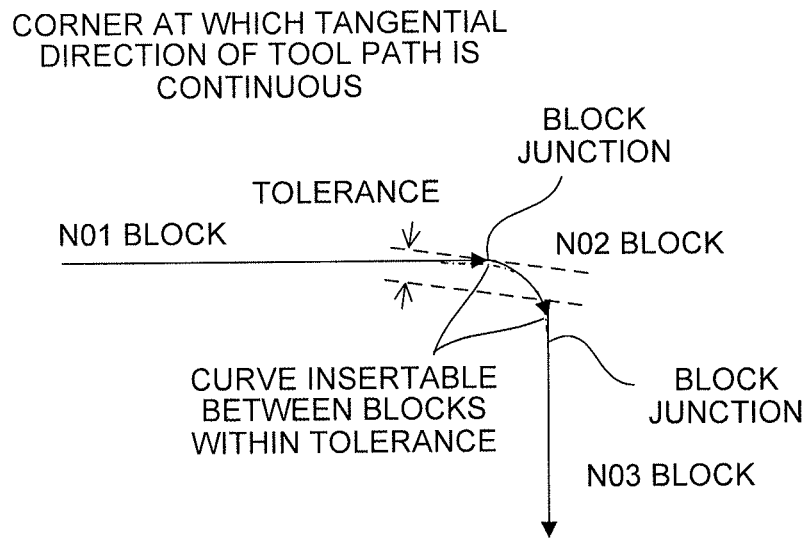 CORNER AT WHICH TANGENTIAL
DIRECTION OF TOOL PATH IS
CONTINUOUS
BLOCK
JUNCTION
TOLERANCE
N01 BLOCK
N02 BLOCK
CURVE INSERTABLE
BETWEEN BLOCKS
WITHIN TOLERANCE
BLOCK
JUNCTION
N03 BLOCK